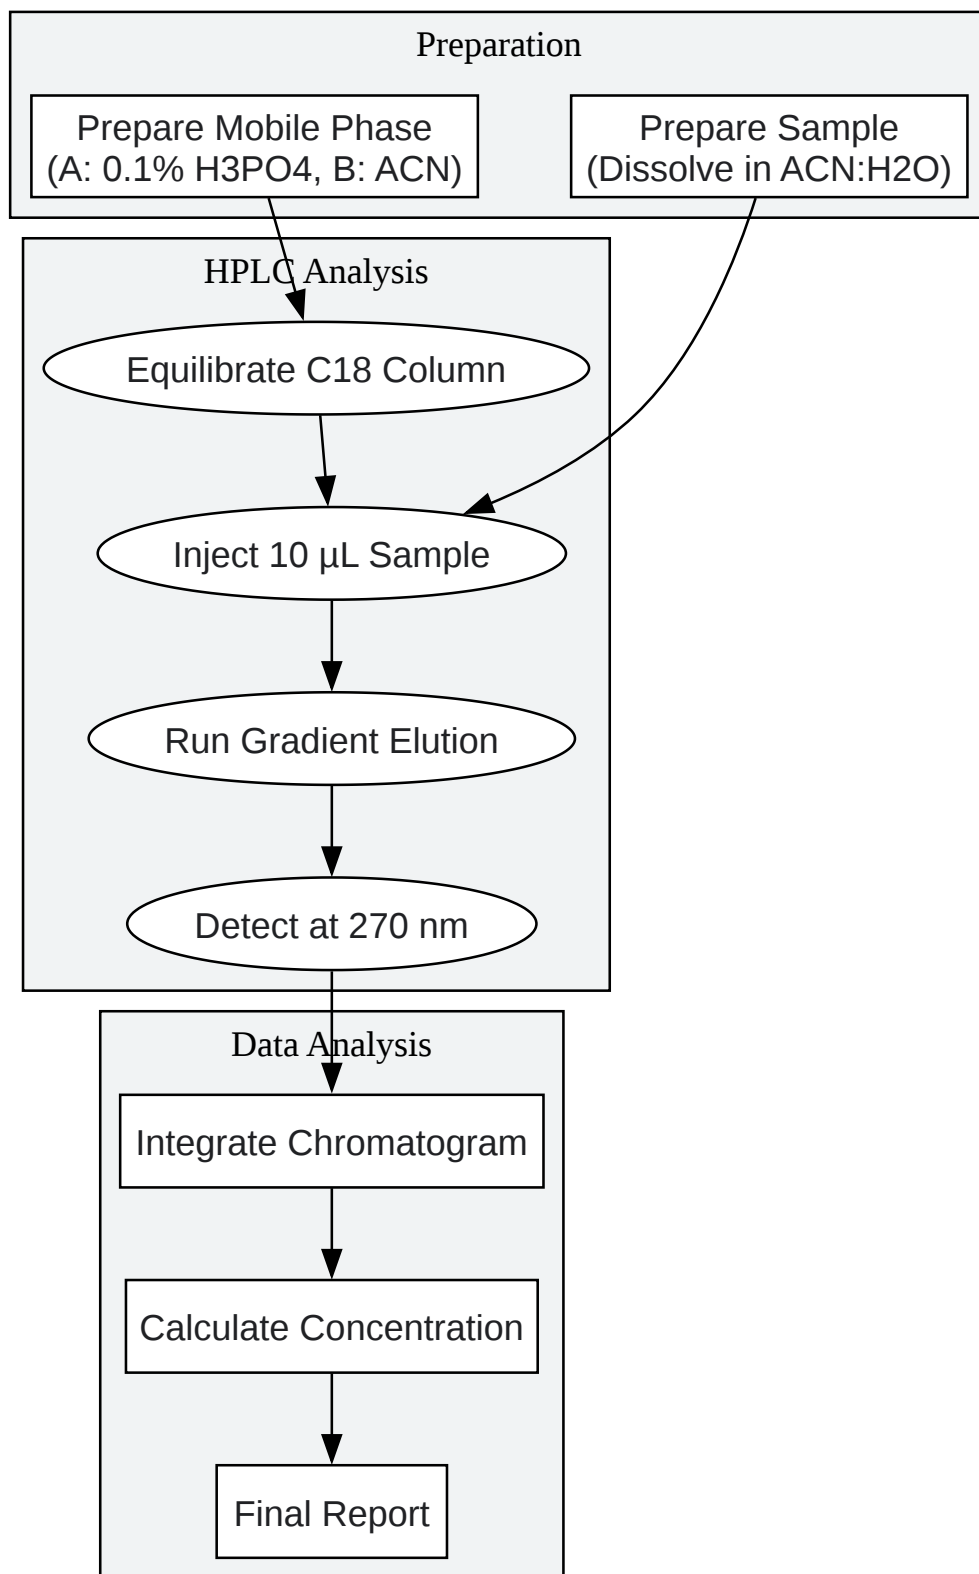 Preparation
Prepare Mobile Phase
(A: 0.1% H3PO4, B: ACN)
Prepare Sample
(Dissolve in ACN:H2O)
HPLC Analysis
Equilibrate C18 Column
Inject 10 µL Sample
Run Gradient Elution
Detect at 270 nm
Data Analysis
Integrate Chromatogram
Calculate Concentration
Final Report